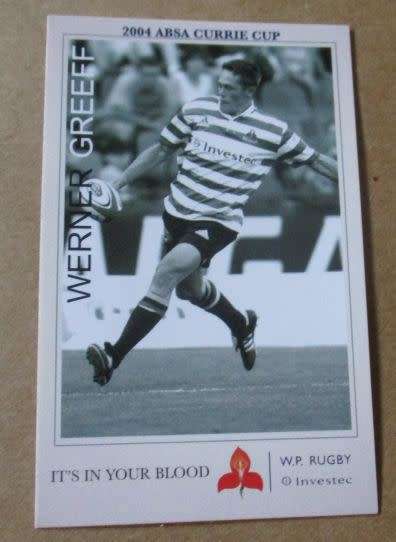 2004 ABSA CURRIE CUP
WERNER GREEFF
Investec
IT'S IN YOUR BLOOD
W.P. RUGBY
Investec